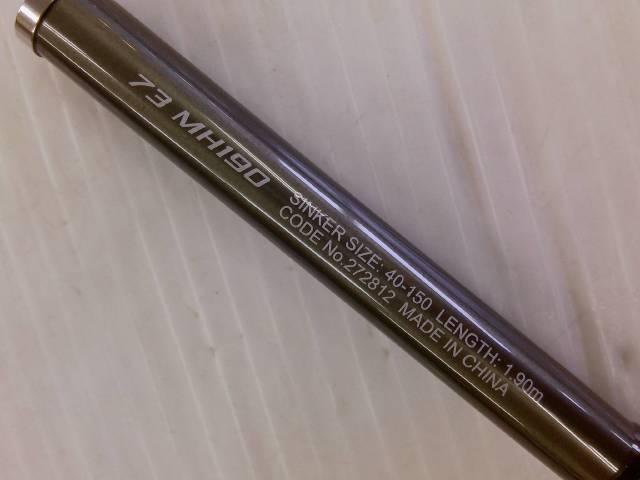 73 MH190
SINKER SIZE: 40-150 LENGTH: 1.90m
CODE No.272812 MADE IN CHINA